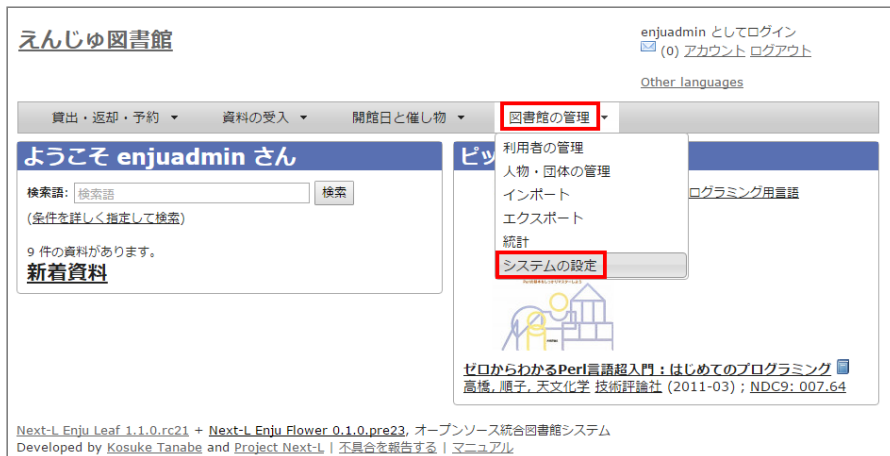 えんじゅ図書館
enjuadmin としてログイン
(0) アカウント ログアウト
Other languages
貸出・返却・予約 ▼ 資料の受入 ▼ 開館日と催し物 ▼ 図書館の管理 ▼
ようこそ enjuadmin さん
検索語: 検索語 検索
(条件を詳しく指定して検索)
9 件の資料があります。
新着資料
ピッ
利用者の管理
人物・団体の管理
インポート
エクスポート
統計
システムの設定
ログラミング用言語
ゼロからわかるPerl言語超入門 : はじめてのプログラミング
高橋, 順子, 天文化学 技術評論社 (2011-03) ; NDC9: 007.64
Next-L Enju Leaf 1.1.0.rc21 + Next-L Enju Flower 0.1.0.pre23, オープンソース統合図書館システム
Developed by Kosuke Tanabe and Project Next-L | 不具合を報告する | マニュアル